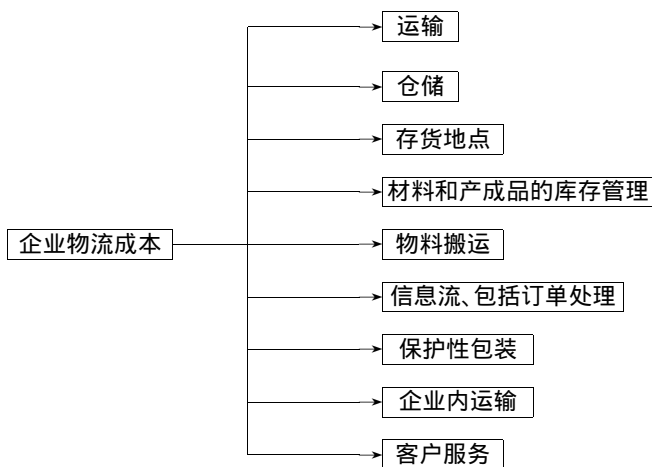 运输
仓储
存货地点
材料和产成品的库存管理
企业物流成本
物料搬运
信息流、包括订单处理
保护性包装
企业内运输
客户服务